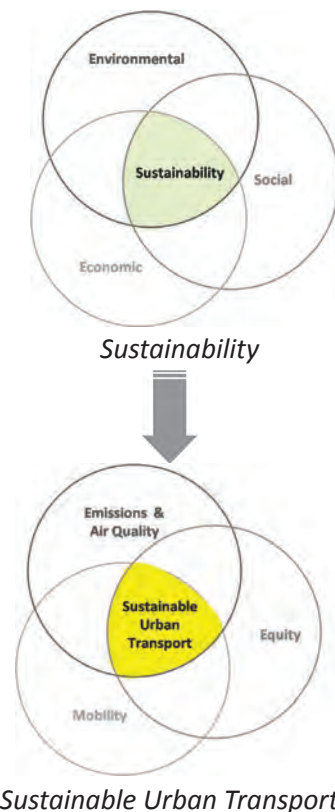 Environmental
Sustainability
Social
Economic
Sustainability
Emissions &
Air Quality
Sustainable
Urban
Transport
Equity
Mobility
Sustainable Urban Transport